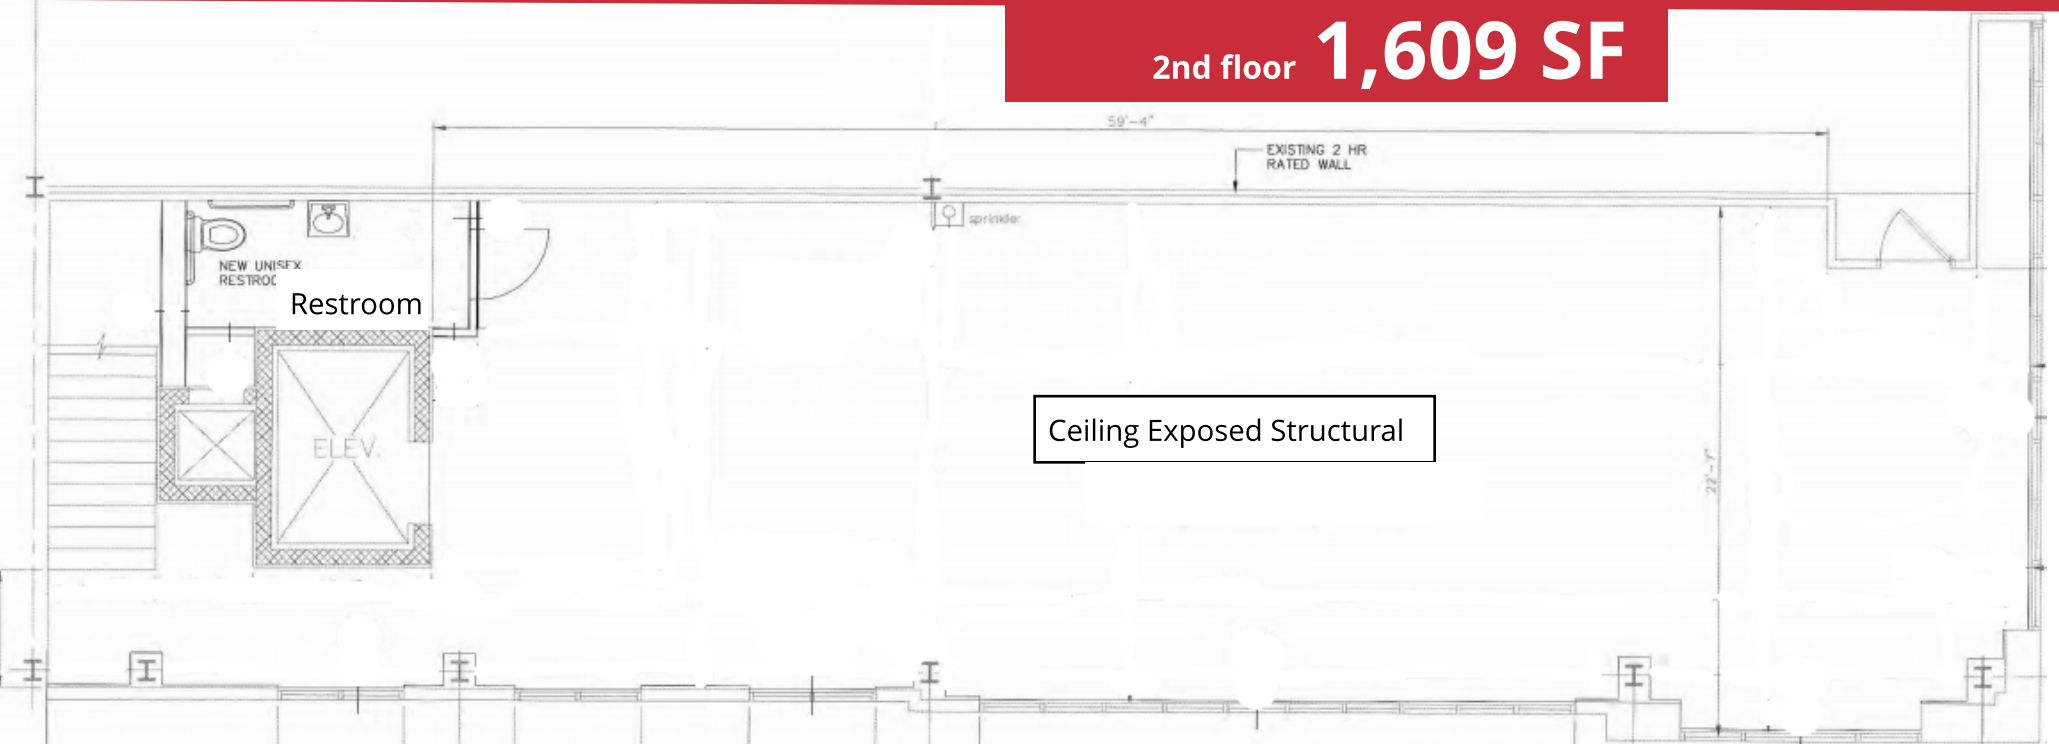 2nd floor 1,609 SF
59'-4"
EXISTING 2 HR
RATED WALL
sprinkler
NEW UNISEX
Restroom
ELEV.
Ceiling Exposed Structural
22'-7"